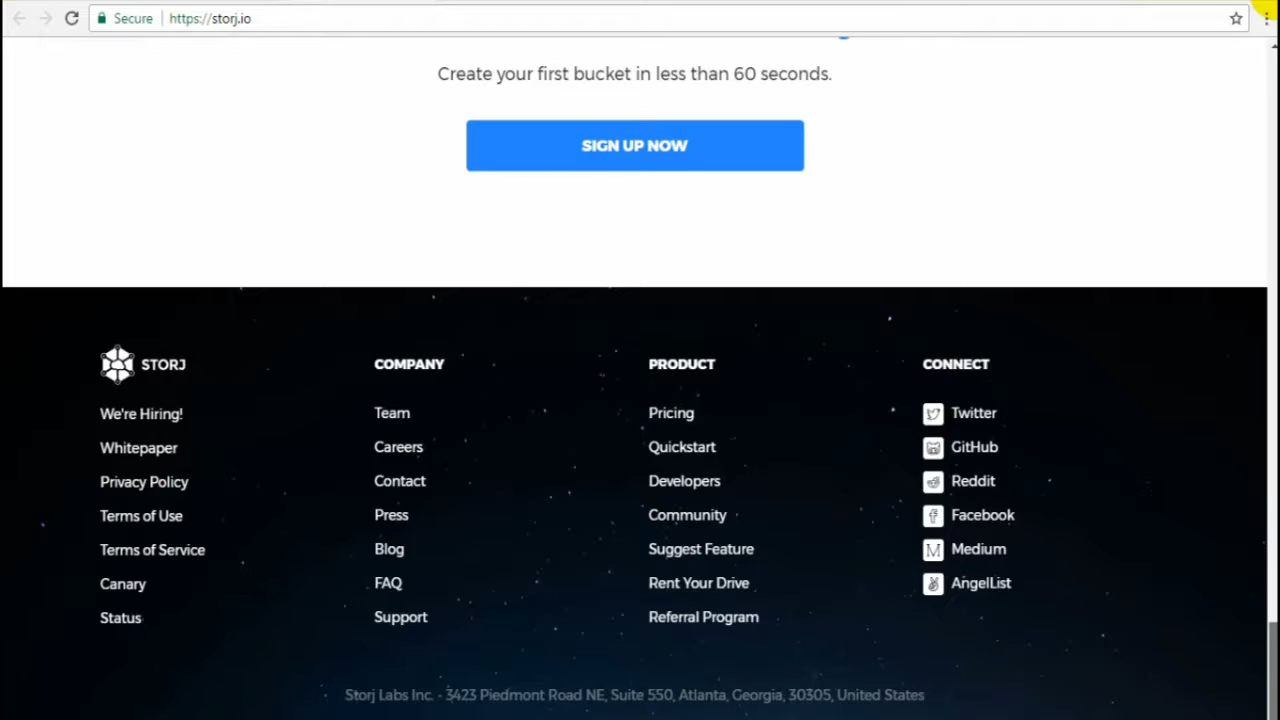 Secure https://storj.io
Create your first bucket in less than 60 seconds.
SIGN UP NOW
STORJ
We're Hiring!
Whitepaper
Privacy Policy
Terms of Use
Terms of Service
Canary
Status
COMPANY
Team
Careers
Contact
Press
Blog
FAQ
Support
PRODUCT
Pricing
Quickstart
Developers
Community
Suggest Feature
Rent Your Drive
Referral Program
CONNECT
Twitter
GitHub
Reddit
Facebook
Medium
AngelList
Storj Labs Inc. - 3423 Piedmont Road NE, Suite 550, Atlanta, Georgia, 30305, United States